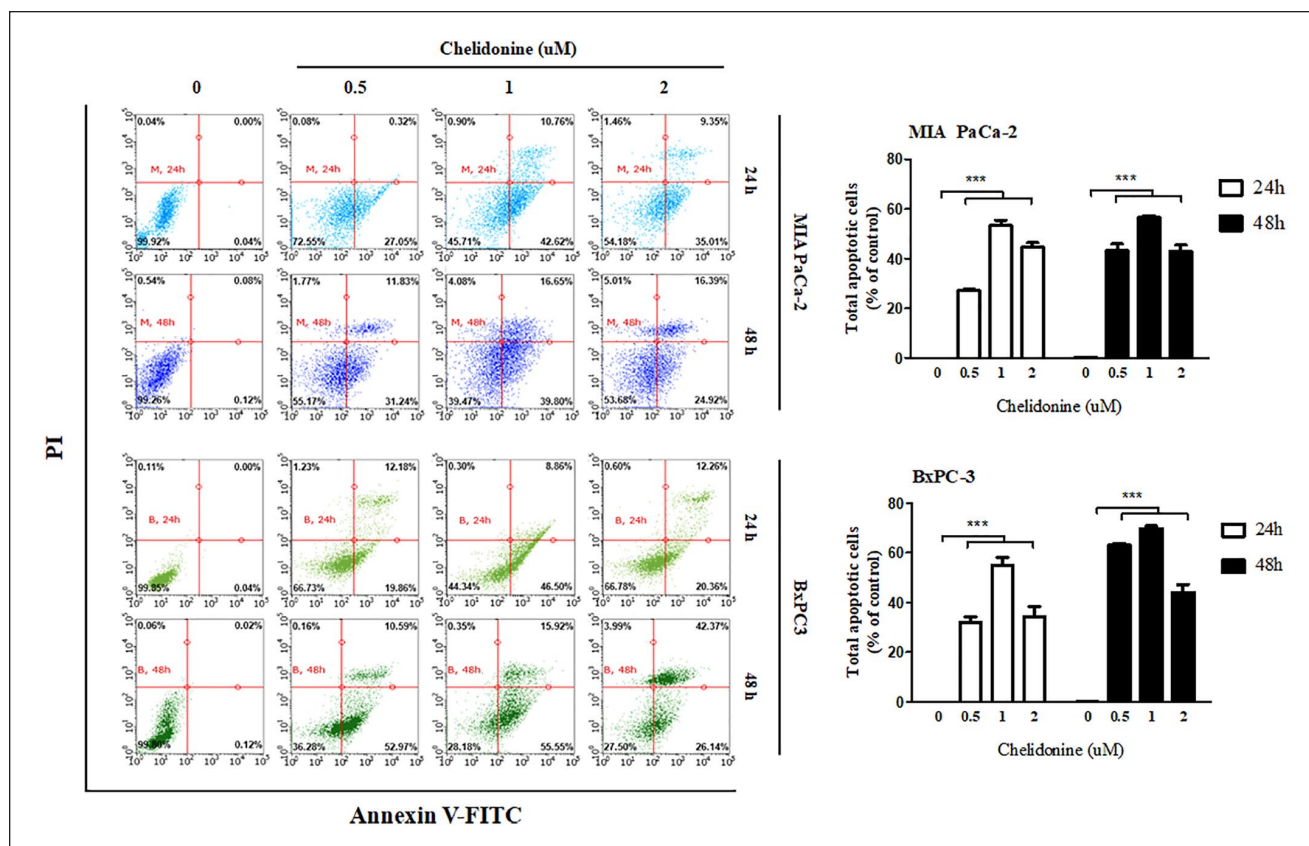 Chelidonine (uM)
0 0.5 1 2
0.04% 0.00%
M, 24h
99.92% 0.04%
0.08% 0.32%
M, 24h
72.55% 27.05%
0.90% 10.76%
M, 24h
45.71% 42.62%
1.46% 9.35%
M, 24h
54.18% 35.01%
24 h
0.54% 0.08%
M, 48h
99.26% 0.12%
1.77% 11.83%
M, 48h
55.17% 31.24%
4.08% 16.65%
M, 48h
39.47% 39.80%
5.01% 16.39%
M, 48h
53.68% 24.92%
48 h
MIA PaCa-2
0.11% 0.00%
B, 24h
99.85% 0.04%
1.23% 12.18%
B, 24h
66.73% 19.86%
0.30% 8.86%
B, 24h
44.34% 46.50%
0.60% 12.26%
B, 24h
66.78% 20.36%
24 h
0.06% 0.02%
B, 48h
99.80% 0.12%
0.16% 10.59%
B, 48h
36.28% 52.97%
0.35% 15.92%
B, 48h
28.18% 55.55%
3.99% 42.37%
B, 48h
27.50% 26.14%
48 h
BxPC3
PI
Annexin V-FITC
MIA PaCa-2
Total apoptotic cells
(% of control)
80
60
40
20
0
*** ***
24h
48h
0 0.5 1 2 0 0.5 1 2
Chelidonine (uM)
BxPC-3
Total apoptotic cells
(% of control)
80
60
40
20
0
*** ***
24h
48h
0 0.5 1 2 0 0.5 1 2
Chelidonine (uM)